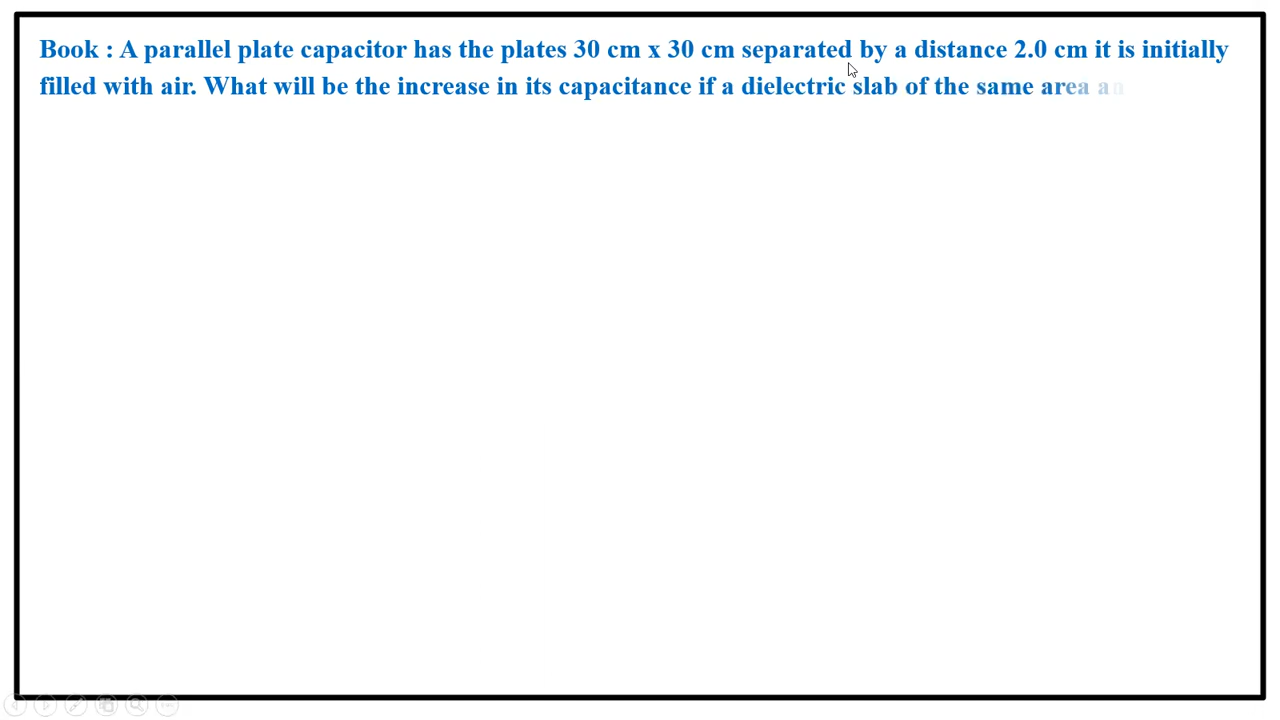 Book : A parallel plate capacitor has the plates 30 cm x 30 cm separated by a distance 2.0 cm it is initially
filled with air. What will be the increase in its capacitance if a dielectric slab of the same area